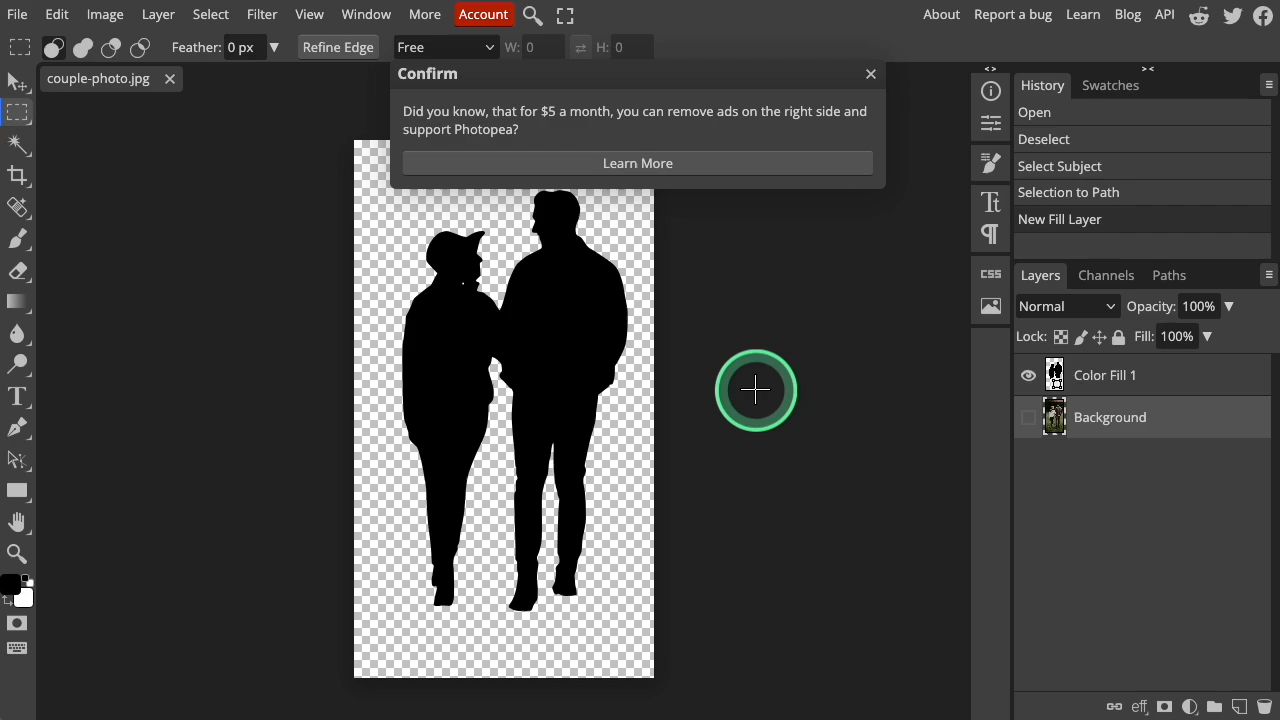 File Edit Image Layer Select Filter View Window More Account About Report a bug Learn Blog API
Feather: 0 px Refine Edge Free W: 0 H: 0
couple-photo.jpg
Confirm
Did you know, that for $5 a month, you can remove ads on the right side and
support Photopea?
Learn More
History Swatches
Open
Deselect
Select Subject
Selection to Path
New Fill Layer
CSS
Layers Channels Paths
Normal Opacity: 100%
Lock: Fill: 100%
Color Fill 1
Background
eff